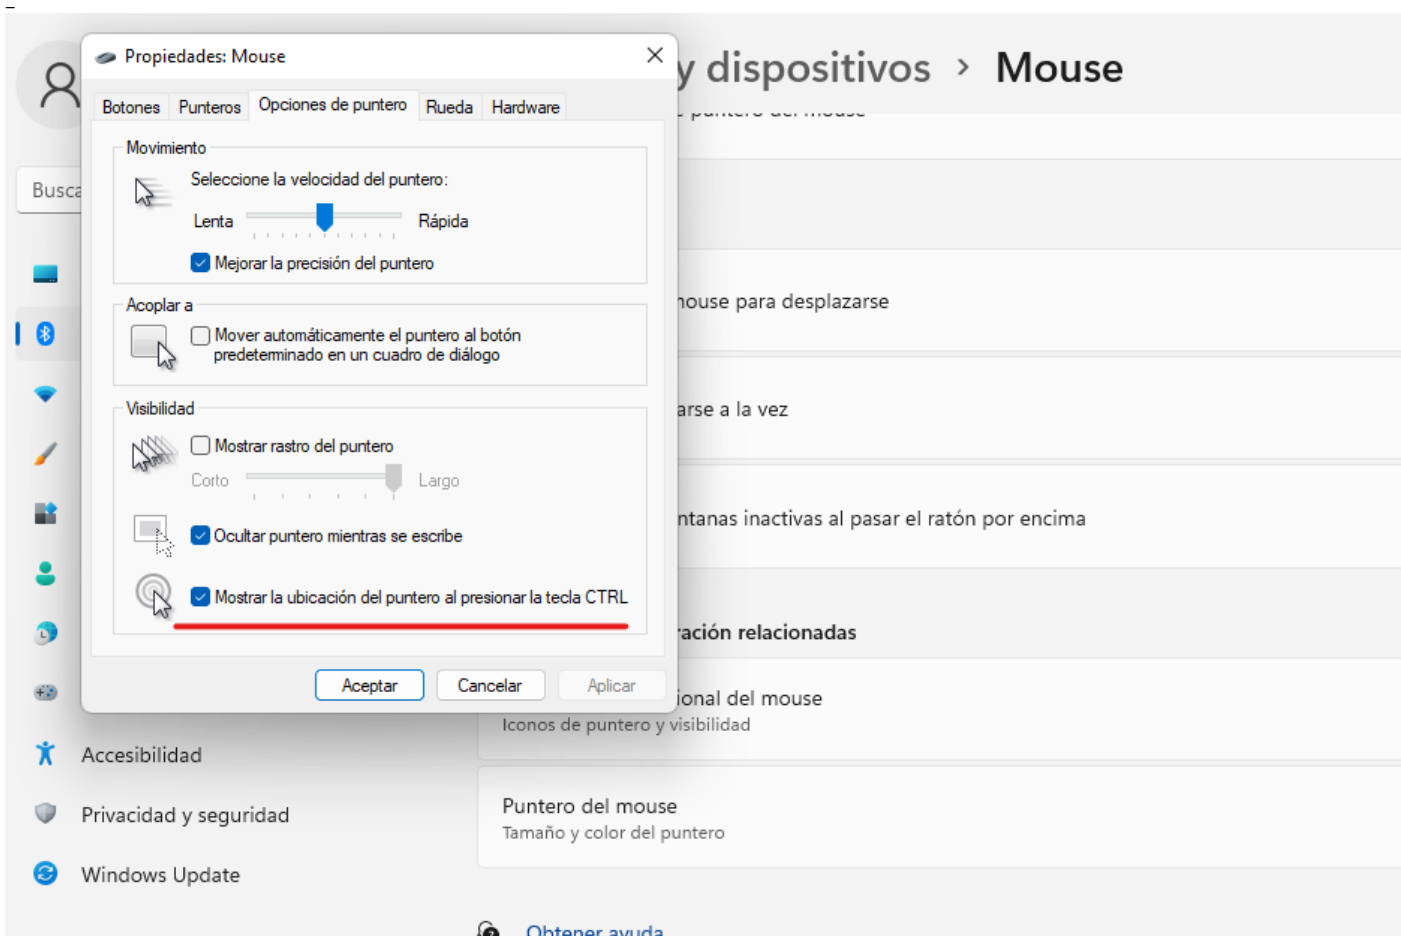 Propiedades: Mouse
y dispositivos > Mouse
Botones Punteros Opciones de puntero Rueda Hardware
Movimiento
Seleccione la velocidad del puntero:
Lenta Rápida
Mejorar la precisión del puntero
Acoplar a
Mover automáticamente el puntero al botón
predeterminado en un cuadro de diálogo
Visibilidad
Mostrar rastro del puntero
Corto Largo
Ocultar puntero mientras se escribe
Mostrar la ubicación del puntero al presionar la tecla CTRL
Aceptar Cancelar Aplicar
Busca
puntero del mouse
mouse para desplazarse
arse a la vez
ntanas inactivas al pasar el ratón por encima
ración relacionadas
ional del mouse
Iconos de puntero y visibilidad
Puntero del mouse
Tamaño y color del puntero
Obtener ayuda
Accesibilidad
Privacidad y seguridad
Windows Update